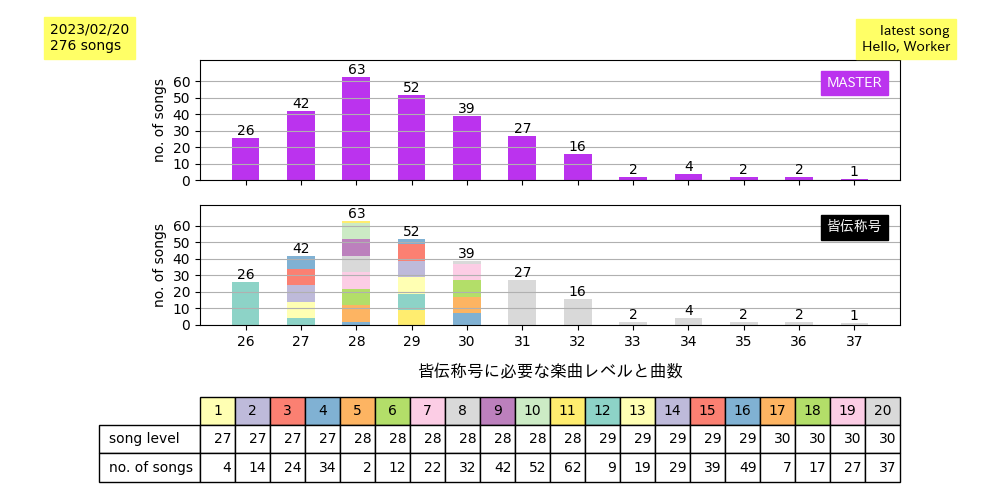 2023/02/20
276 songs
latest song
Hello, Worker
MASTER
no. of songs
60
50
40
30
20
10
0
26 42 63 52 39 27 16 2 4 2 2 1
皆伝称号
no. of songs
60
50
40
30
20
10
0
26 42 63 52 39 27 16 2 4 2 2 1
26 27 28 29 30 31 32 33 34 35 36 37
皆伝称号に必要な楽曲レベルと曲数
1 2 3 4 5 6 7 8 9 10 11 12 13 14 15 16 17 18 19 20
song level 27 27 27 27 28 28 28 28 28 28 28 29 29 29 29 29 30 30 30 30
no. of songs 4 14 24 34 2 12 22 32 42 52 62 9 19 29 39 49 7 17 27 37